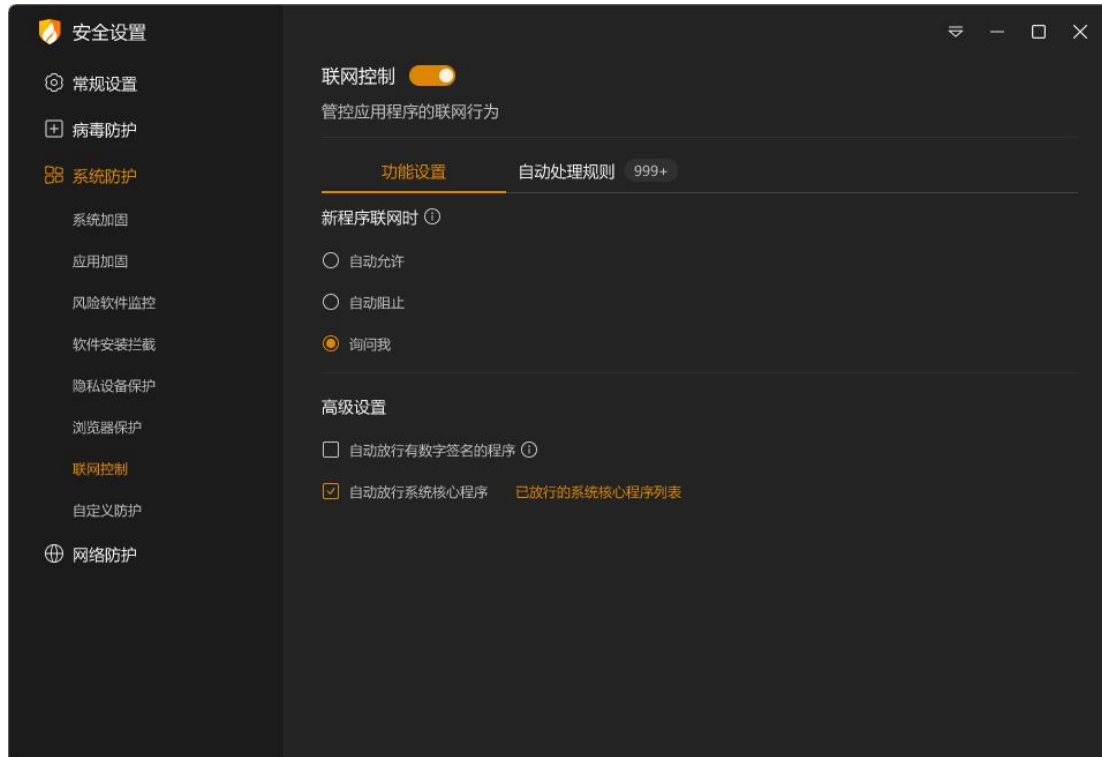 安全设置
常规设置
病毒防护
系统防护
系统加固
应用加固
风险软件监控
软件安装拦截
隐私设备保护
浏览器保护
联网控制
自定义防护
网络防护
联网控制
管控应用程序的联网行为
功能设置
自动处理规则 999+
新程序联网时
自动允许
自动阻止
询问我
高级设置
自动放行有数字签名的程序
自动放行系统核心程序 已放行的系统核心程序列表